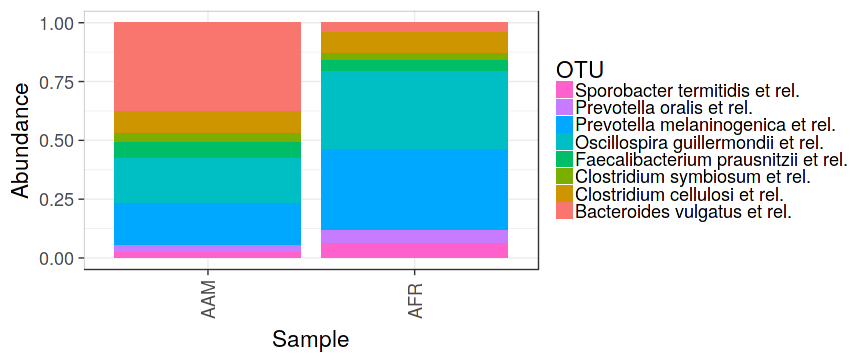 1.00
0.75
0.50
0.25
0.00
Abundance
AAM
AFR
Sample
OTU
Sporobacter termitidis et rel.
Prevotella oralis et rel.
Prevotella melaninogenica et rel.
Oscillospira guillermondii et rel.
Faecalibacterium prausnitzii et rel.
Clostridium symbiosum et rel.
Clostridium cellulosi et rel.
Bacteroides vulgatus et rel.